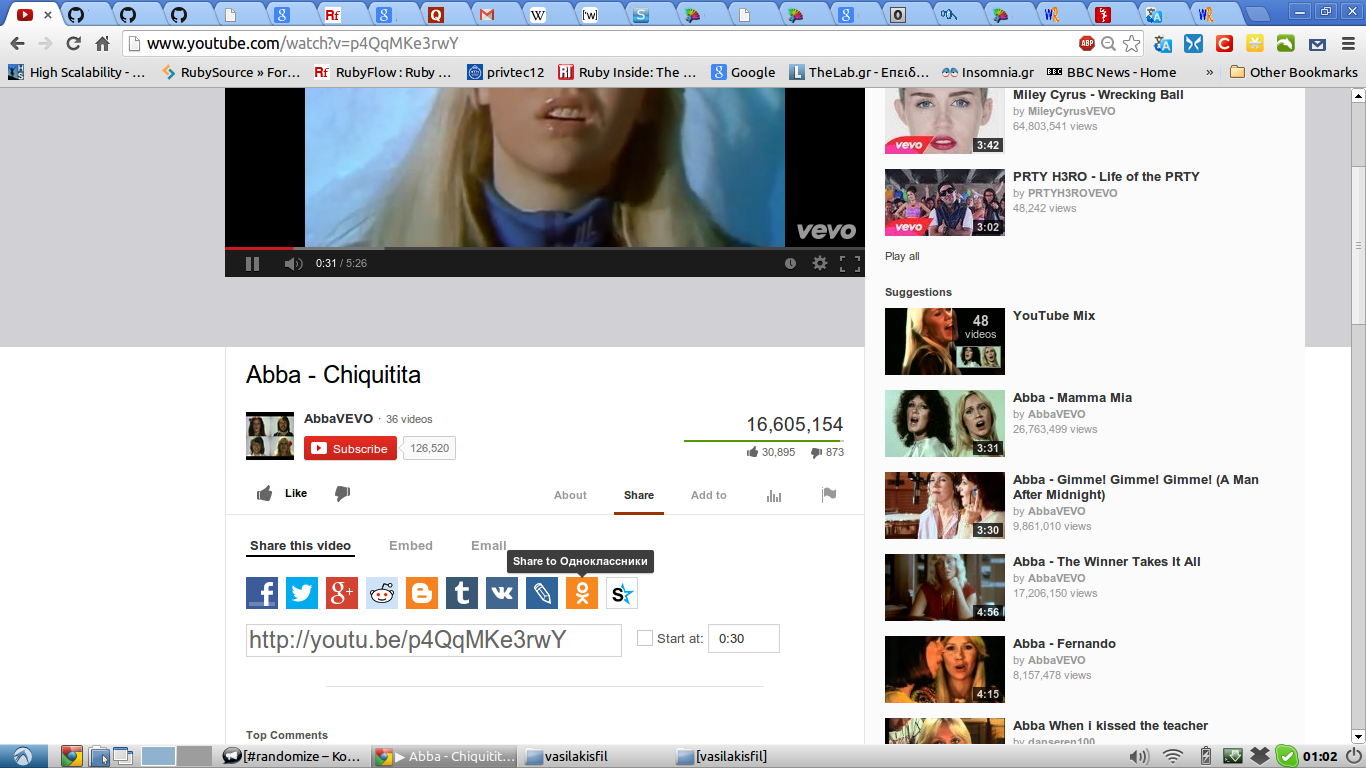 www.youtube.com/watch?v=p4QqMKe3rwY
ABP
High Scalability - ...
RubySource » For...
Rf RubyFlow : Ruby ...
privtec12
Ruby Inside: The ...
Google
TheLab.gr - Επειδ...
Insomnia.gr
BBC News - Home
»
Other Bookmarks
vevo
0:31 / 5:26
Miley Cyrus - Wrecking Ball
by MileyCyrusVEVO
64,803,541 views
vevo
3:42
PRTY H3RO - Life of the PRTY
by PRTYH3ROVEVO
48,242 views
vevo
3:02
Play all
Suggestions
48
videos
YouTube Mix
Abba - Mamma Mia
by AbbaVEVO
26,763,499 views
3:31
Abba - Gimme! Gimme! Gimme! (A Man
After Midnight)
by AbbaVEVO
9,861,010 views
3:30
Abba - The Winner Takes It All
by AbbaVEVO
17,206,150 views
4:56
Abba - Fernando
by AbbaVEVO
8,157,478 views
4:15
Abba When i kissed the teacher
by danseren100
Abba - Chiquitita
AbbaVEVO · 36 videos
Subscribe 126,520
16,605,154
30,895 873
Like
About Share Add to
Share this video Embed Email
Share to Одноклассники
http://youtu.be/p4QqMKe3rwY
Start at: 0:30
Top Comments
[#randomize – Ko...
▶ Abba - Chiquitit...
vasilakisfil
[vasilakisfil]
01:02